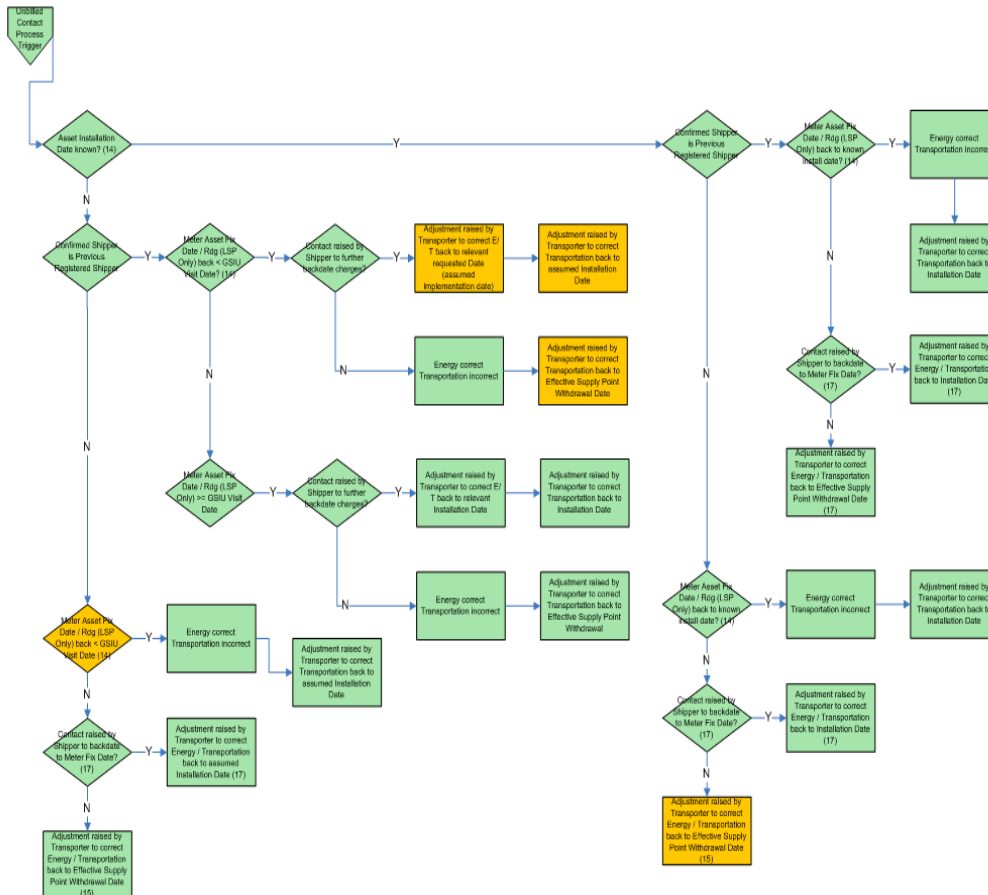 Unbilled
Contact
Process
Trigger
Asset Installation
Date known? (14)
Y
Confirmed Shipper
is Previous
Registered Shipper
Y
Meter Asset Fix
Date / Rdg (LSP
Only) back to known
install date? (14)
Y
Energy correct
Transportation incorrect
N
Confirmed Shipper
is Previous
Registered Shipper
Y
Meter Asset Fix
Date / Rdg (LSP
Only) back < GSIU
Visit Date? (14)
Y
Contact raised by
Shipper to further
backdate charges?
Y
Adjustment raised by
Transporter to correct E/
T back to relevant
requested Date
(assumed
implementation date)
Adjustment raised by
Transporter to correct
Transportation back to
assumed Installation
Date
Adjustment raised by
Transporter to correct
Transportation back to
Installation Date
N
N
Energy correct
Transportation incorrect
Adjustment raised by
Transporter to correct
Transportation back to
Effective Supply Point
Withdrawal Date
N
Contact raised by
Shipper to backdate
to Meter Fix Date?
(17)
Y
Adjustment raised by
Transporter to correct
Energy / Transportation
back to Installation Date
(17)
N
N
N
N
Adjustment raised by
Transporter to correct
Energy / Transportation
back to Effective Supply
Point Withdrawal Date
(17)
Meter Asset Fix
Date / Rdg (LSP
Only) >= GSIU Visit
Date
Y
Contact raised by
Shipper to further
backdate charges?
Y
Adjustment raised by
Transporter to correct E/
T back to relevant
Installation Date
Adjustment raised by
Transporter to correct
Transportation back to
Installation Date
N
Energy correct
Transportation incorrect
Adjustment raised by
Transporter to correct
Transportation back to
Effective Supply Point
Withdrawal
Meter Asset Fix
Date / Rdg (LSP
Only) back to known
install date? (14)
Y
Energy correct
Transportation incorrect
Adjustment raised by
Transporter to correct
Transportation back to
Installation Date
Meter Asset Fix
Date / Rdg (LSP
Only) back < GSIU
Visit Date (14)
Y
Energy correct
Transportation incorrect
Adjustment raised by
Transporter to correct
Transportation back to
assumed Installation
Date
N
N
Contact raised by
Shipper to backdate
to Meter Fix Date?
(17)
Y
Adjustment raised by
Transporter to correct
Energy / Transportation
back to assumed
Installation Date (17)
Contact raised by
Shipper to backdate
to Meter Fix Date?
(17)
Y
Adjustment raised by
Transporter to correct
Energy / Transportation
back to Installation Date
(17)
N
N
Adjustment raised by
Transporter to correct
Energy / Transportation
back to Effective Supply
Point Withdrawal Date
(15)
Adjustment raised by
Transporter to correct
Energy / Transportation
back to Effective Supply
Point Withdrawal Date
(15)